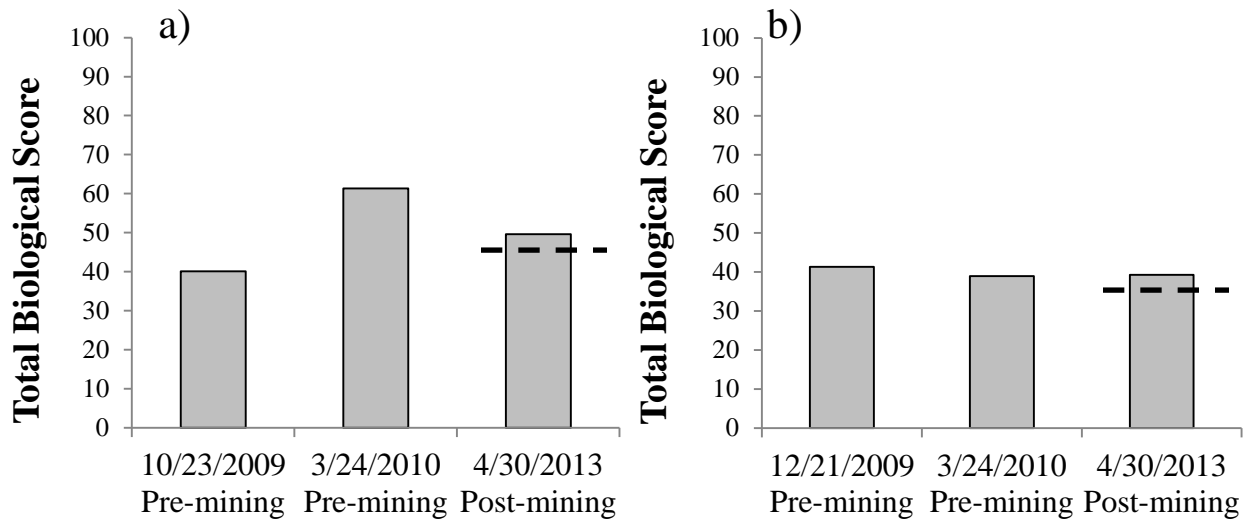 a)
Total Biological Score
100
90
80
70
60
50
40
30
20
10
0
10/23/2009 3/24/2010 4/30/2013
Pre-mining Pre-mining Post-mining
b)
Total Biological Score
100
90
80
70
60
50
40
30
20
10
0
12/21/2009 3/24/2010 4/30/2013
Pre-mining Pre-mining Post-mining